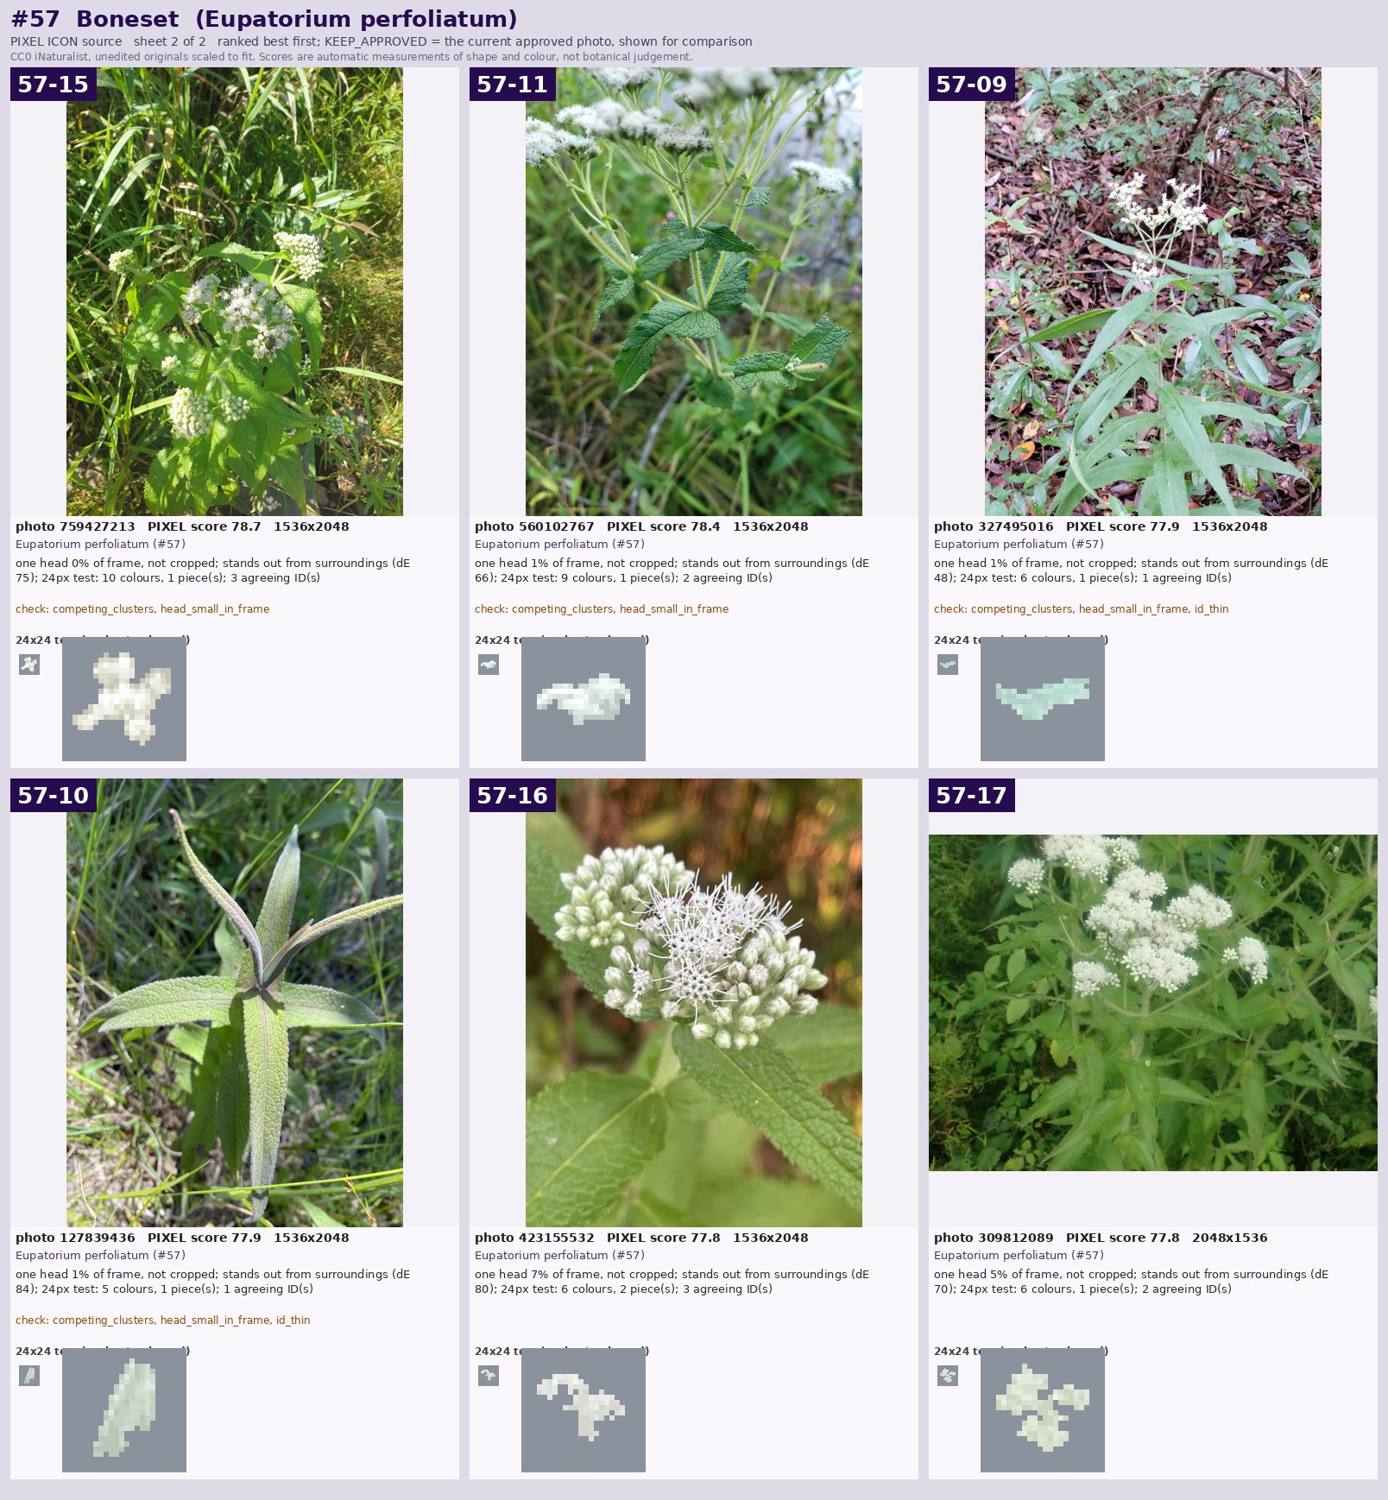 #57  Boneset  (Eupatorium perfoliatum)
PIXEL ICON source   sheet 2 of 2   ranked best first; KEEP_APPROVED = the current approved photo, shown for comparison
CC0 iNaturalist, unedited originals scaled to fit. Scores are automatic measurements of shape and colour, not botanical judgement.
57-15
photo 759427213   PIXEL score 78.7   1536x2048
Eupatorium perfoliatum (#57)
one head 0% of frame, not cropped; stands out from surroundings (dE
75); 24px test: 10 colours, 1 piece(s); 3 agreeing ID(s)
check: competing_clusters, head_small_in_frame
24x24
57-11
photo 560102767   PIXEL score 78.4   1536x2048
Eupatorium perfoliatum (#57)
one head 1% of frame, not cropped; stands out from surroundings (dE
66); 24px test: 9 colours, 1 piece(s); 2 agreeing ID(s)
check: competing_clusters, head_small_in_frame
24x24
57-09
photo 327495016   PIXEL score 77.9   1536x2048
Eupatorium perfoliatum (#57)
one head 1% of frame, not cropped; stands out from surroundings (dE
48); 24px test: 6 colours, 1 piece(s); 1 agreeing ID(s)
check: competing_clusters, head_small_in_frame, id_thin
24x24
57-10
photo 127839436   PIXEL score 77.9   1536x2048
Eupatorium perfoliatum (#57)
one head 1% of frame, not cropped; stands out from surroundings (dE
84); 24px test: 5 colours, 1 piece(s); 1 agreeing ID(s)
check: competing_clusters, head_small_in_frame, id_thin
24x24
57-16
photo 423155532   PIXEL score 77.8   1536x2048
Eupatorium perfoliatum (#57)
one head 7% of frame, not cropped; stands out from surroundings (dE
80); 24px test: 6 colours, 2 piece(s); 3 agreeing ID(s)
24x24
57-17
photo 309812089   PIXEL score 77.8   2048x1536
Eupatorium perfoliatum (#57)
one head 5% of frame, not cropped; stands out from surroundings (dE
70); 24px test: 6 colours, 1 piece(s); 2 agreeing ID(s)
24x24